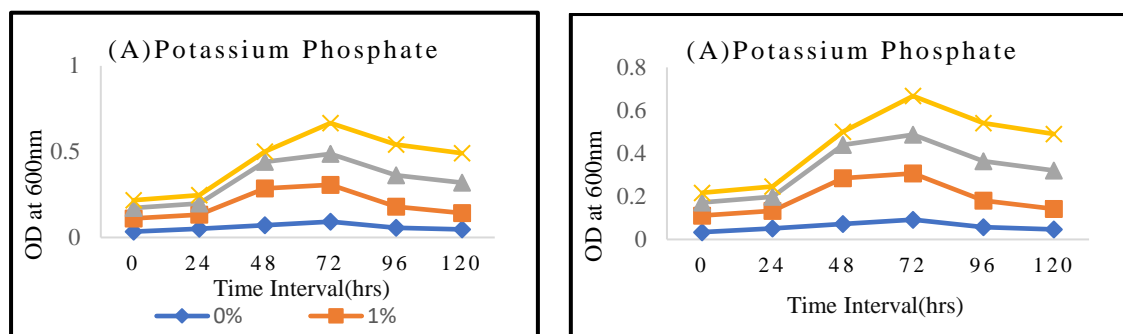 (A)Potassium Phosphate
1
0.5
0
OD at 600nm
0 24 48 72 96 120
Time Interval(hrs)
0% 1%
(A)Potassium Phosphate
0.8
0.6
0.4
0.2
0
OD at 600nm
0 24 48 72 96 120
Time Interval(hrs)